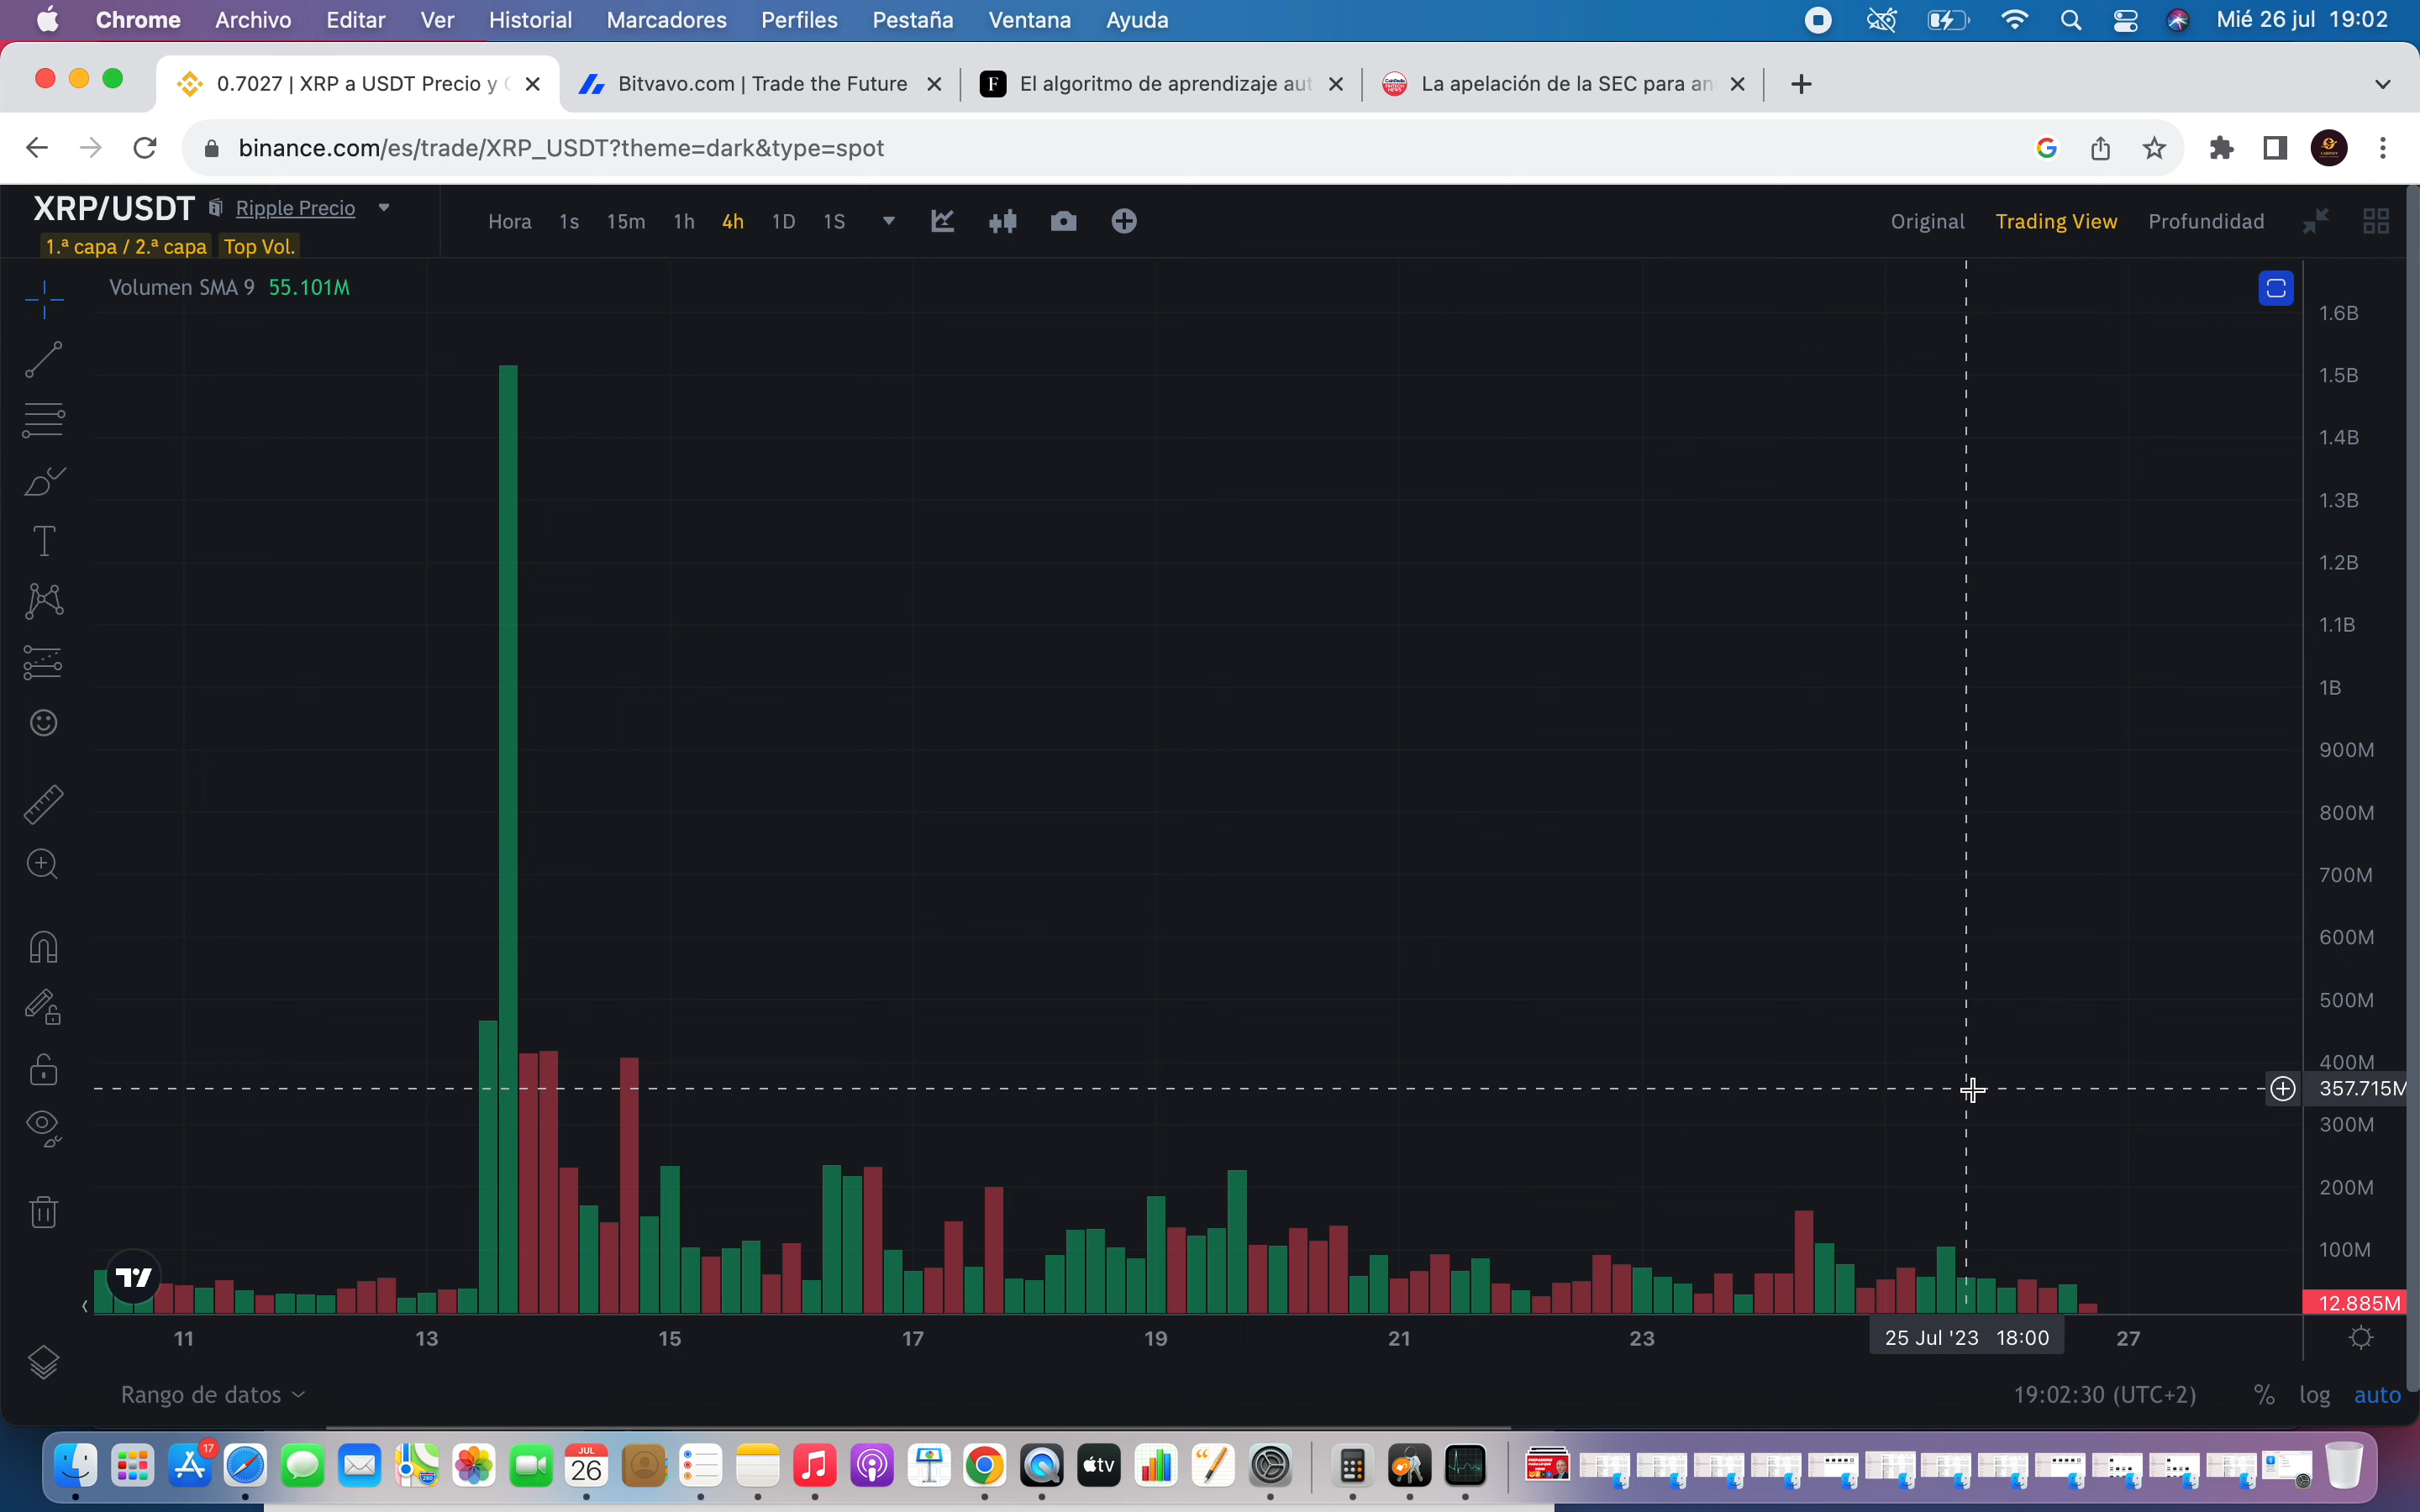 Chrome Archivo Editar Ver Historial Marcadores Perfiles Pestaña Ventana Ayuda Mié 26 jul 19:02
0.7027 | XRP a USDT Precio y Bitvavo.com | Trade the Future El algoritmo de aprendizaje aut La apelación de la SEC para an
binance.com/es/trade/XRP_USDT?theme=dark&type=spot
XRP/USDT Ripple Precio
1.ª capa / 2.ª capa Top Vol.
Hora 1s 15m 1h 4h 1D 1S Original Trading View Profundidad
Volumen SMA 9 55.101M
1.6B
1.5B
1.4B
1.3B
1.2B
1.1B
1B
900M
800M
700M
600M
500M
400M
357.715M
300M
200M
100M
12.885M
11 13 15 17 19 21 23 25 Jul '23 18:00 27
Rango de datos 19:02:30 (UTC+2) % log auto
17
JUL
26
tv